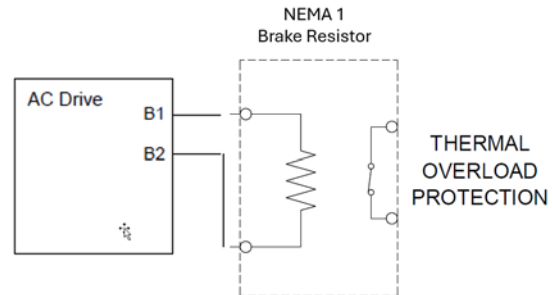 NEMA 1
Brake Resistor
AC Drive
B1
B2
THERMAL
OVERLOAD
PROTECTION